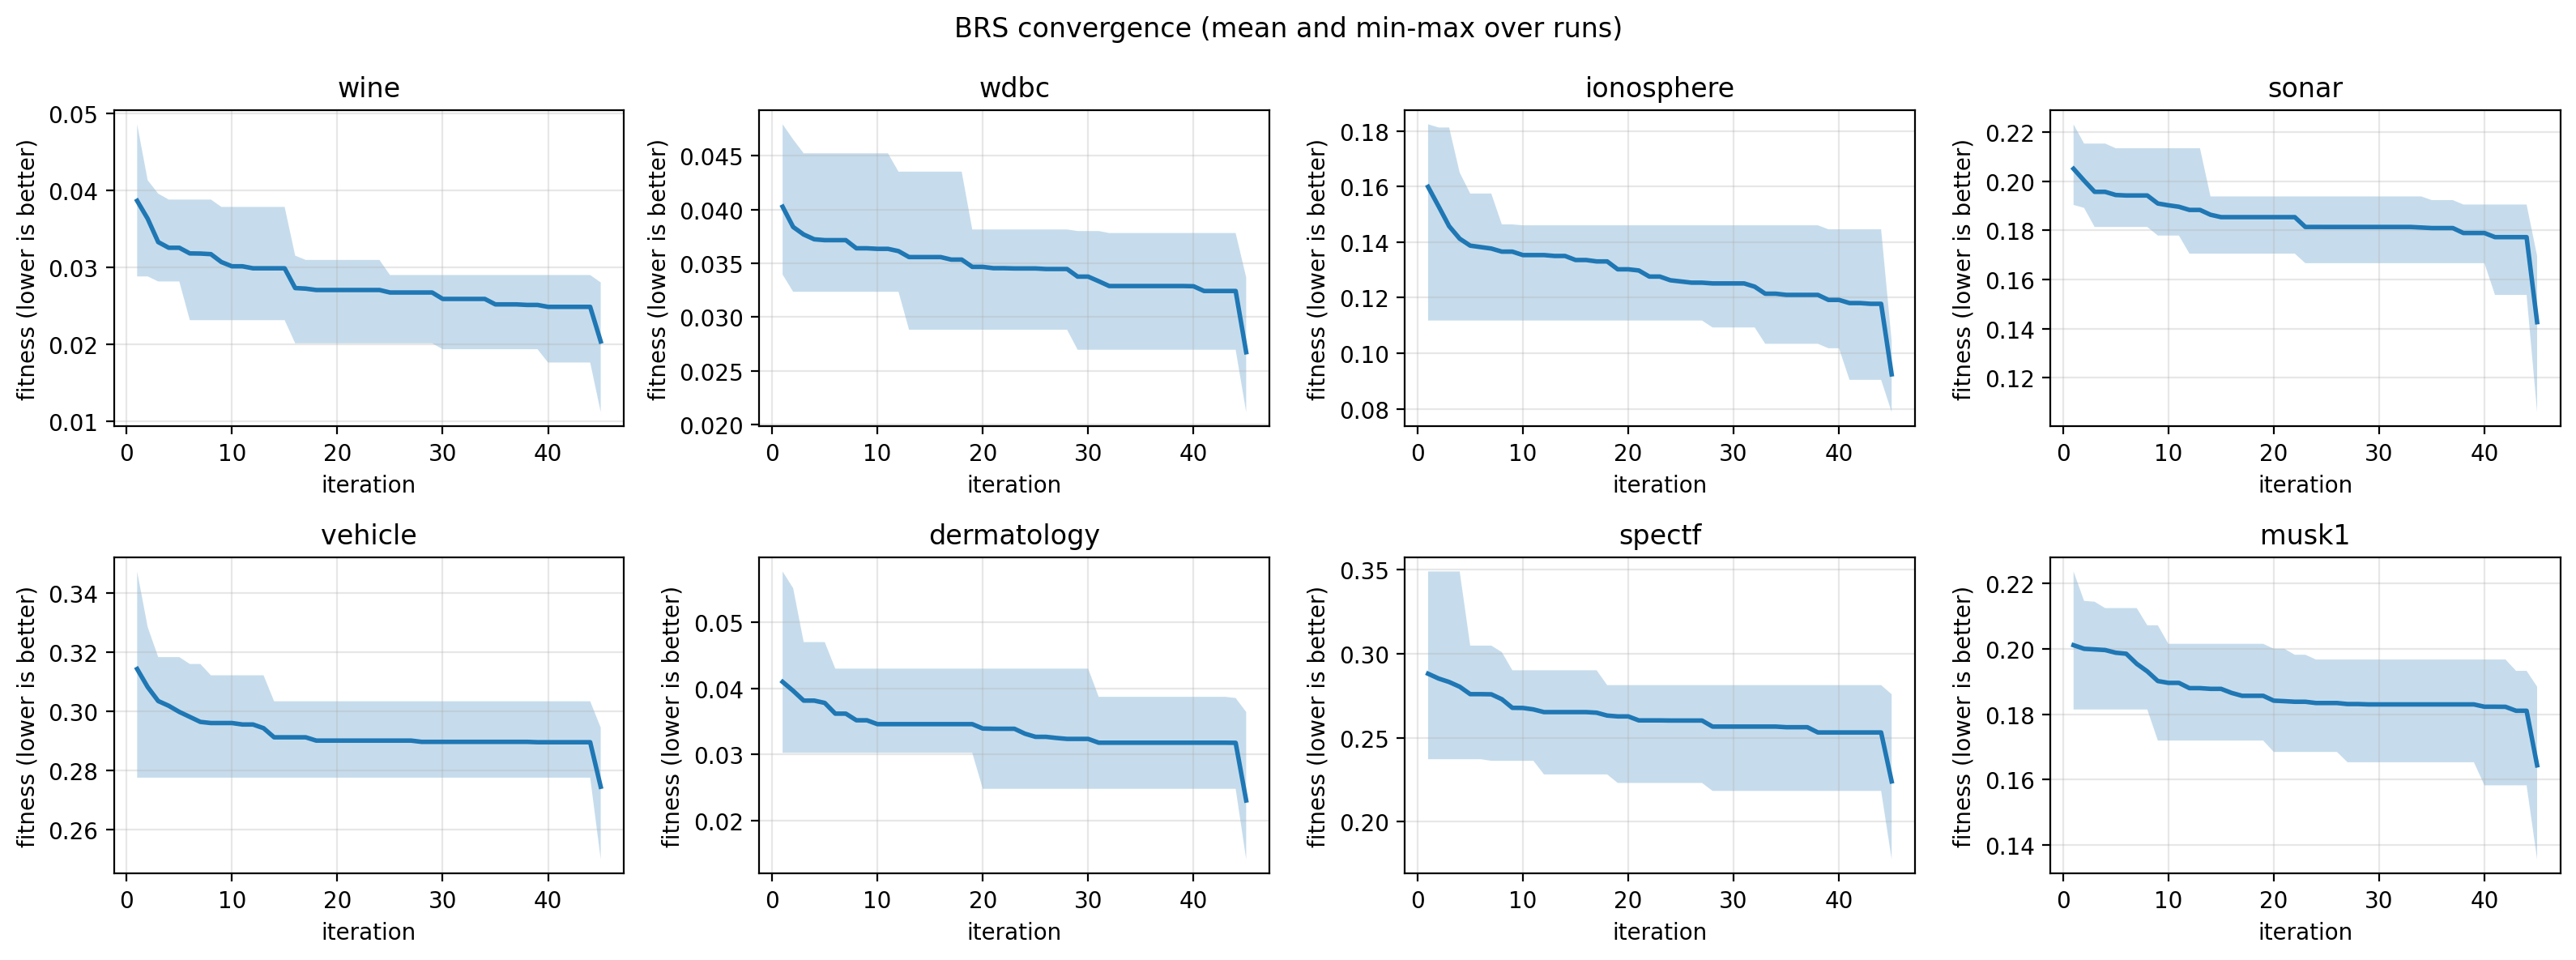 BRS convergence (mean and min-max over runs)
wine
fitness (lower is better)
0.05
0.04
0.03
0.02
0.01
0 10 20 30 40
iteration
wdbc
fitness (lower is better)
0.045
0.040
0.035
0.030
0.025
0.020
0 10 20 30 40
iteration
ionosphere
fitness (lower is better)
0.18
0.16
0.14
0.12
0.10
0.08
0 10 20 30 40
iteration
sonar
fitness (lower is better)
0.22
0.20
0.18
0.16
0.14
0.12
0 10 20 30 40
iteration
vehicle
fitness (lower is better)
0.34
0.32
0.30
0.28
0.26
0 10 20 30 40
iteration
dermatology
fitness (lower is better)
0.05
0.04
0.03
0.02
0 10 20 30 40
iteration
spectf
fitness (lower is better)
0.35
0.30
0.25
0.20
0 10 20 30 40
iteration
musk1
fitness (lower is better)
0.22
0.20
0.18
0.16
0.14
0 10 20 30 40
iteration